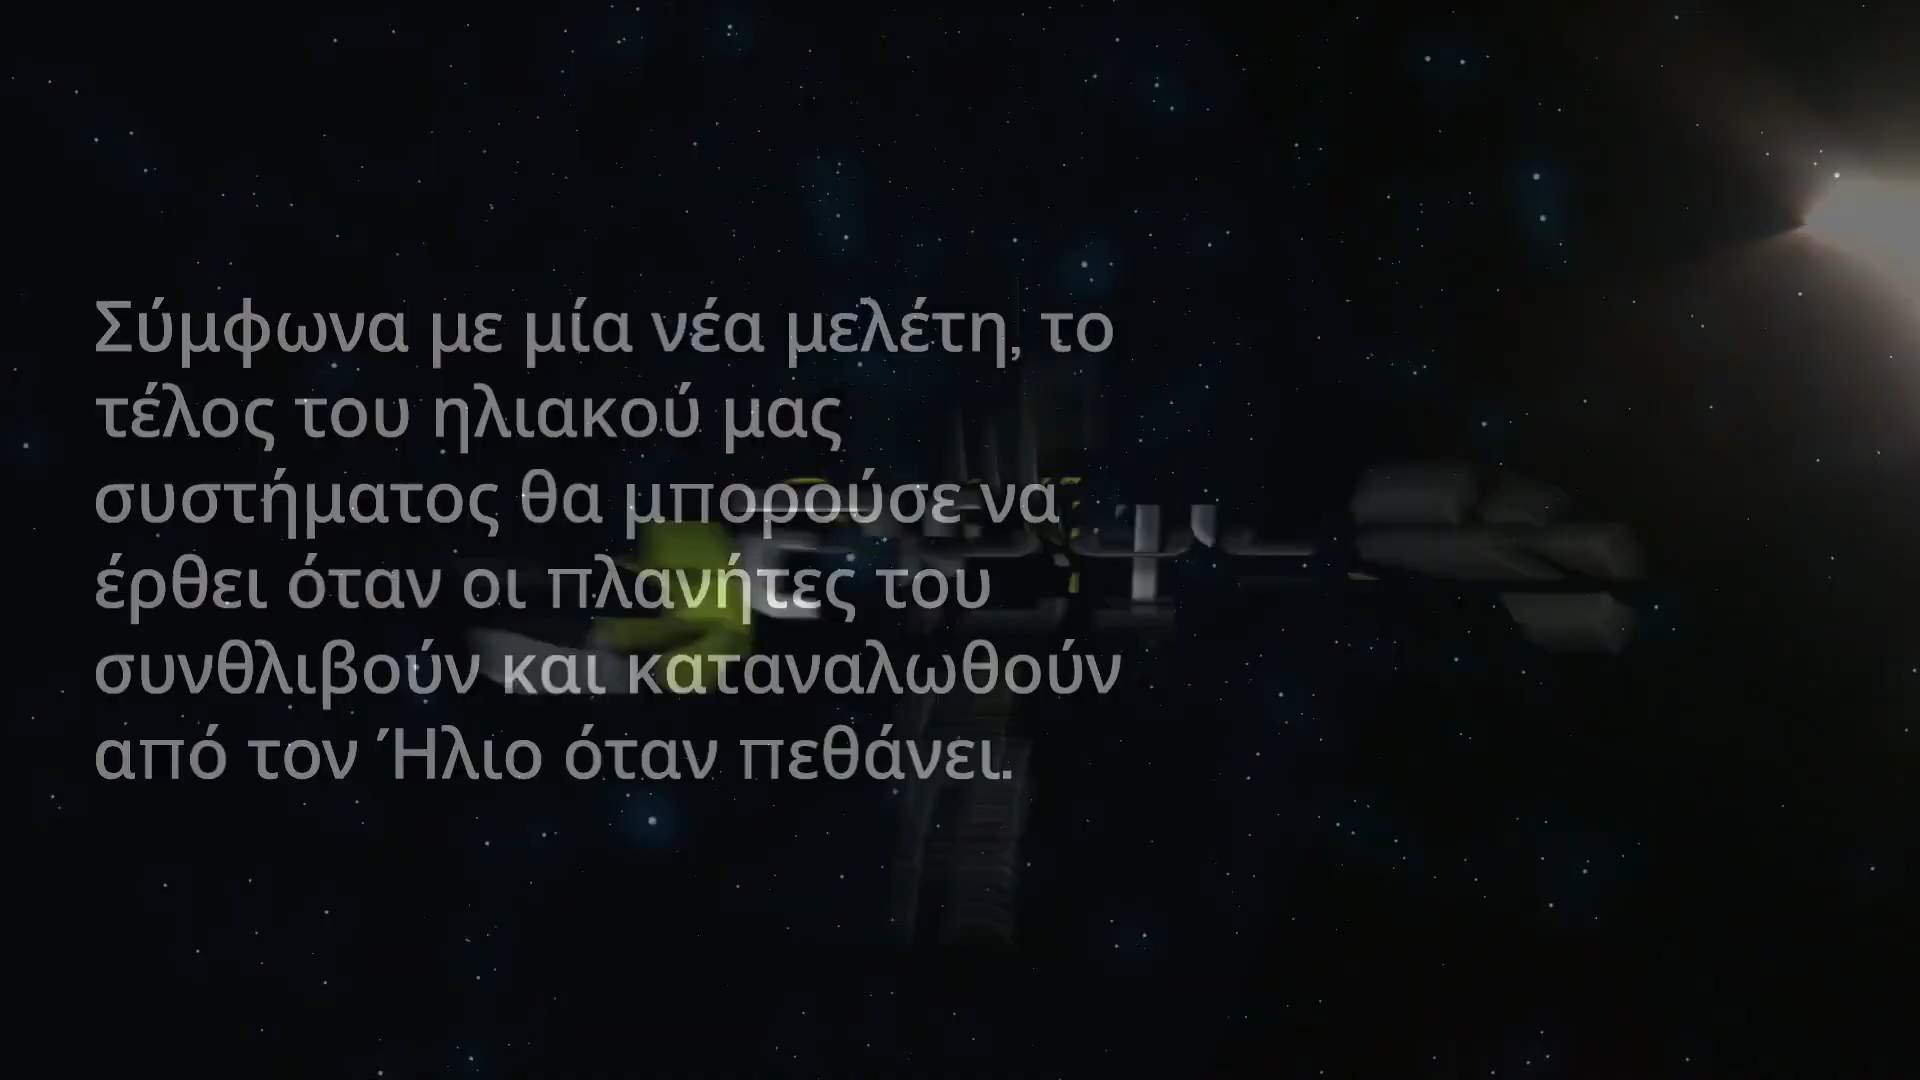 Σύμφωνα με μία νέα μελέτη, το
τέλος του ηλιακού μας
συστήματος θα μπορούσε να
έρθει όταν οι πλανήτες του
συνθλιβούν και καταναλωθούν
από τον Ήλιο όταν πεθάνει.